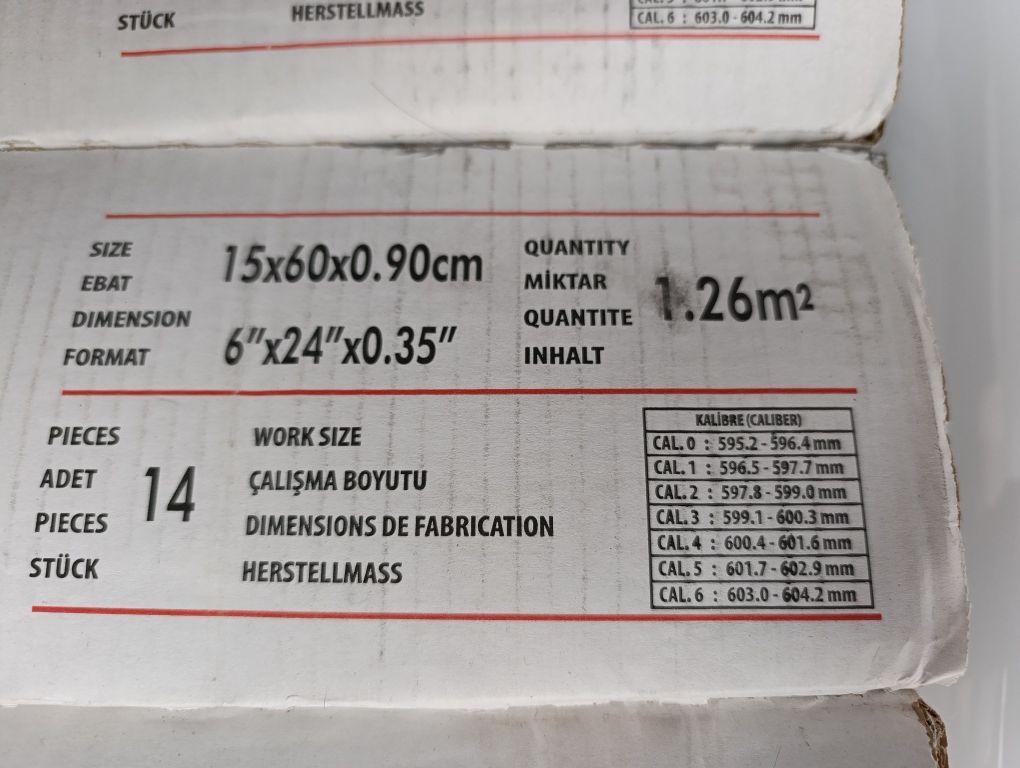 STÜCK
HERSTELLMASS
CAL. 6 : 603.0 - 604.2 mm
SIZE
EBAT
DIMENSION
FORMAT
15x60x0.90cm
6"x24"x0.35"
QUANTITY
MİKTAR
QUANTITE
INHALT
1.26m²
PIECES
ADET
PIECES
STÜCK
14
WORK SIZE
ÇALIŞMA BOYUTU
DIMENSIONS DE FABRICATION
HERSTELLMASS
KALİBRE (CALIBER)
CAL. 0 : 595.2 - 596.4 mm
CAL. 1 : 596.5 - 597.7 mm
CAL. 2 : 597.8 - 599.0 mm
CAL. 3 : 599.1 - 600.3 mm
CAL. 4 : 600.4 - 601.6 mm
CAL. 5 : 601.7 - 602.9 mm
CAL. 6 : 603.0 - 604.2 mm